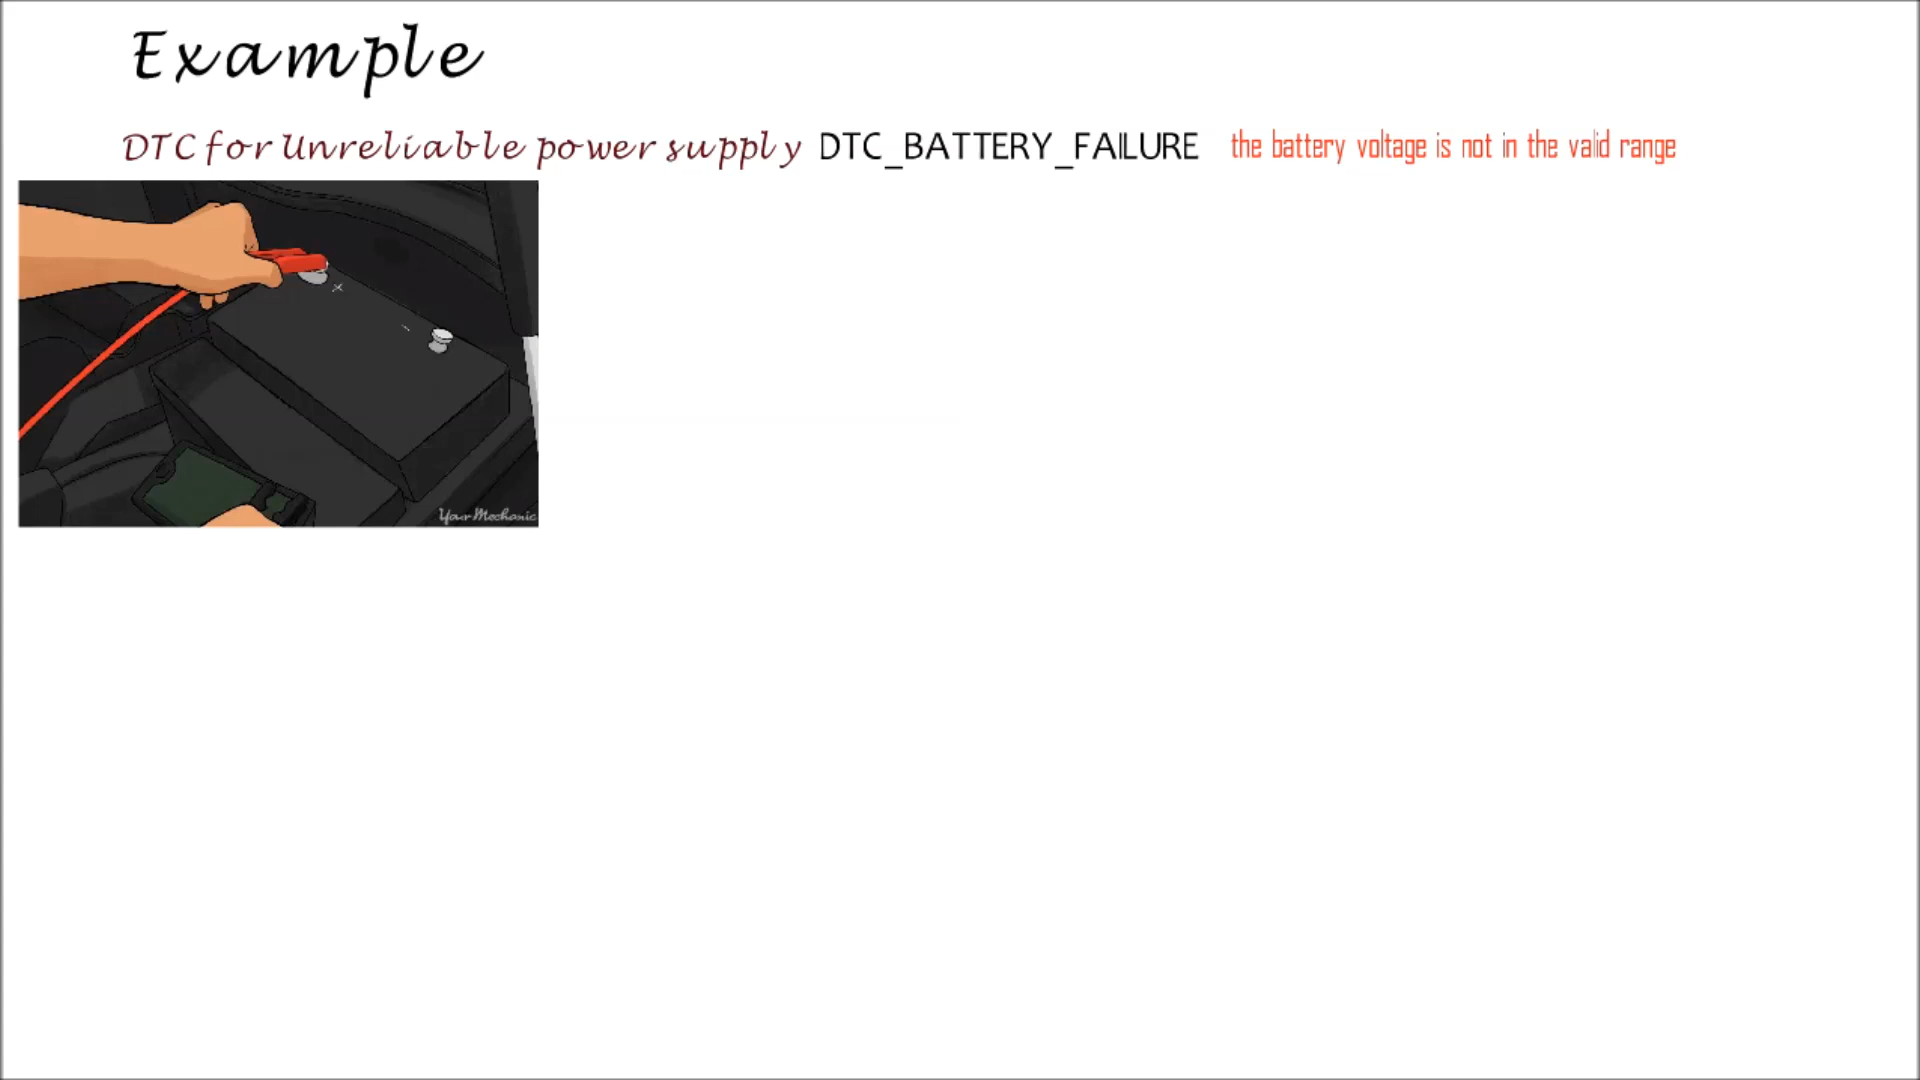 Example
DTC for Unreliable power supply DTC_BATTERY_FAILURE the battery voltage is not in the valid range
YourMechanic